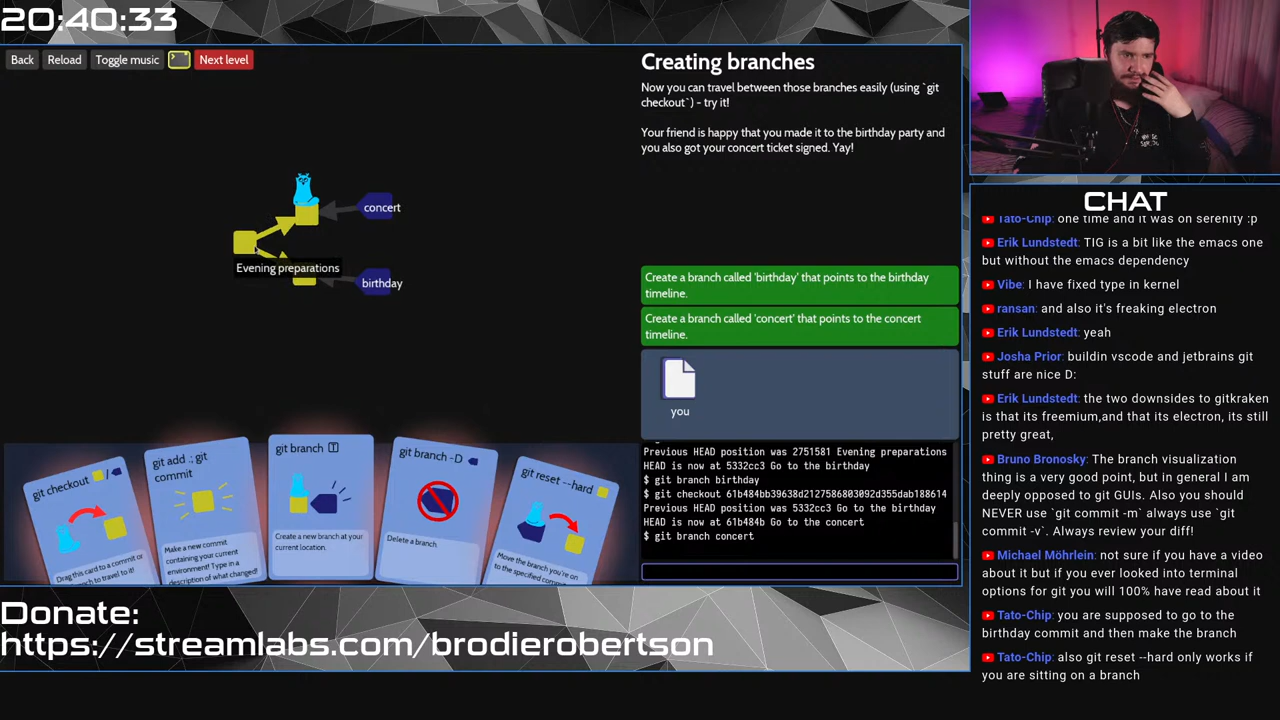 20:40:33
Back
Reload
Toggle music
Next level
Creating branches
Now you can travel between those branches easily (using `git
checkout`) - try it!
Your friend is happy that you made it to the birthday party and
you also got your concert ticket signed. Yay!
concert
Evening preparations
birthday
Create a branch called 'birthday' that points to the birthday
timeline.
Create a branch called 'concert' that points to the concert
timeline.
you
git checkout
Drag this card to a commit or
to travel to it!
git add .; git
commit
Make a new commit
containing your current
environment! Type in a
description of what changed!
git branch
Create a new branch at your
current location.
git branch -D
Delete a branch.
git reset --hard
Move the branch you're on
to the specified
Previous HEAD position was 2751581 Evening preparations
HEAD is now at 5332cc3 Go to the birthday
$ git branch birthday
$ git checkout 61b484bb39638d2127586803092d355dab188614
Previous HEAD position was 5332cc3 Go to the birthday
HEAD is now at 61b484b Go to the concert
$ git branch concert
CHAT
Tato-Chip: one time and it was on serenity :p
Erik Lundstedt: TIG is a bit like the emacs one
but without the emacs dependency
Vibe: I have fixed type in kernel
ransan: and also it's freaking electron
Erik Lundstedt: yeah
Josha Prior: buildin vscode and jetbrains git
stuff are nice D:
Erik Lundstedt: the two downsides to gitkraken
is that its freemium,and that its electron, its still
pretty great,
Bruno Bronosky: The branch visualization
thing is a very good point, but in general I am
deeply opposed to git GUIs. Also you should
NEVER use `git commit -m` always use `git
commit -v`. Always review your diff!
Michael Möhrlein: not sure if you have a video
about it but if you ever looked into terminal
options for git you will 100% have read about it
Tato-Chip: you are supposed to go to the
birthday commit and then make the branch
Tato-Chip: also git reset --hard only works if
you are sitting on a branch
Donate:
https://streamlabs.com/brodierobertson